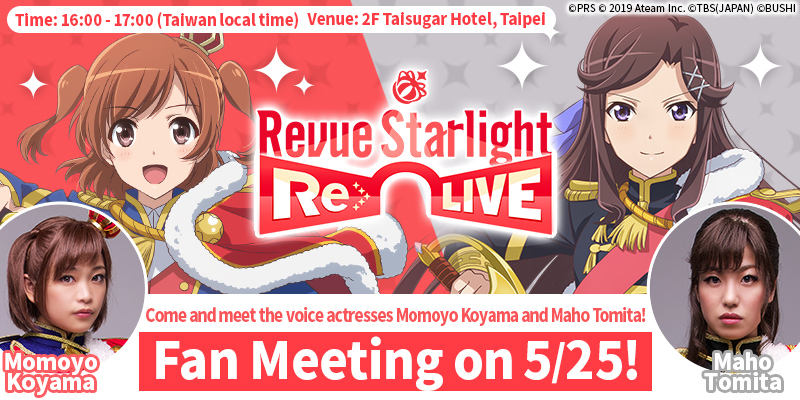 Time: 16:00 - 17:00 (Taiwan local time) Venue: 2F Taisugar Hotel, Taipei
©PRS © 2019 Ateam Inc. ©TBS(JAPAN) ©BUSHI
Revue Starlight
Re LIVE
Come and meet the voice actresses Momoyo Koyama and Maho Tomita!
Fan Meeting on 5/25!
Momoyo
Koyama
Maho
Tomita